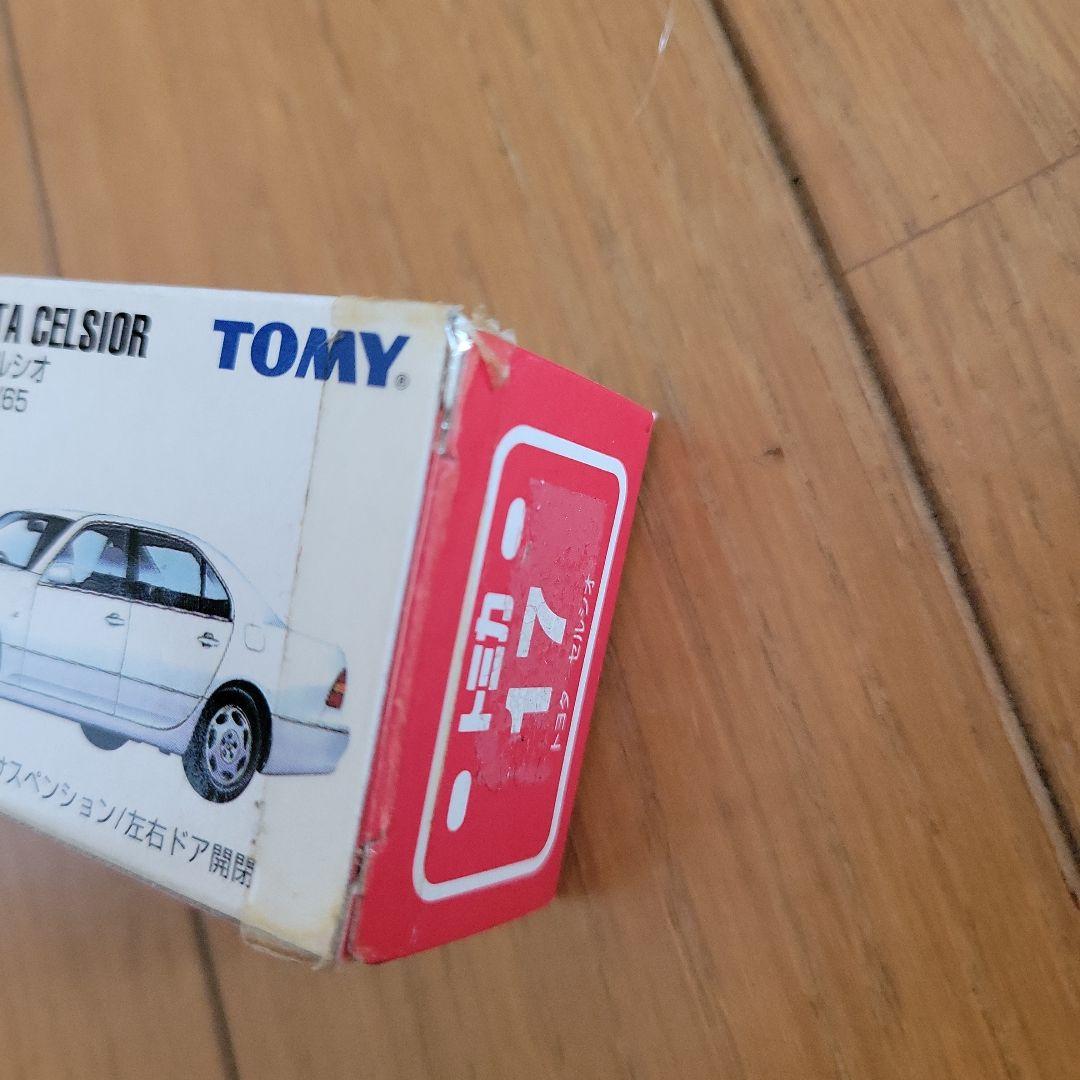 TA CELSIOR
ルシオ
/65
TOMY®
サスペンション/左右ドア開閉
トミカ
17
トヨタ セルシオ